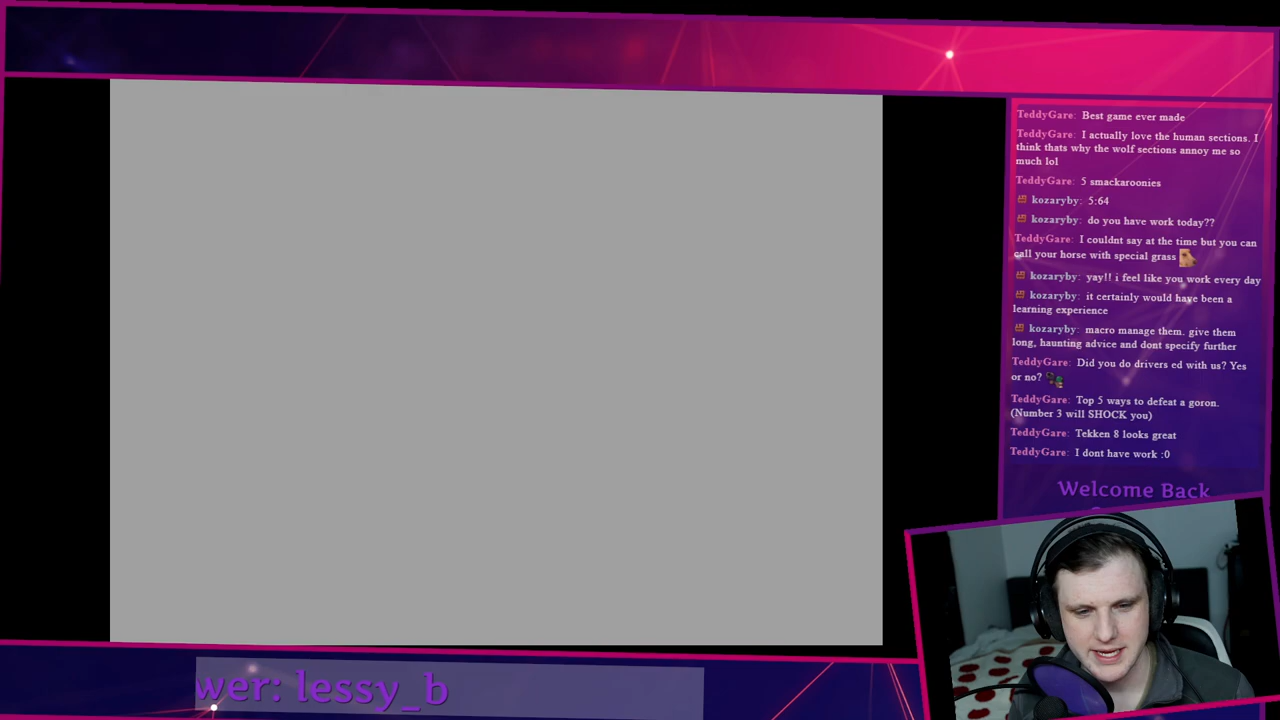 TeddyGare: Best game ever made
TeddyGare: I actually love the human sections. I
think thats why the wolf sections annoy me so
much lol
TeddyGare: 5 smackaroonies
kozaryby: 5:64
kozaryby: do you have work today??
TeddyGare: I couldnt say at the time but you can
call your horse with special grass
kozaryby: yay!! i feel like you work every day
kozaryby: it certainly would have been a
learning experience
kozaryby: macro manage them. give them
long, haunting advice and dont specify further
TeddyGare: Did you do drivers ed with us? Yes
or no?
TeddyGare: Top 5 ways to defeat a goron.
(Number 3 will SHOCK you)
TeddyGare: Tekken 8 looks great
TeddyGare: I dont have work :0
Welcome Back
wer: lessy_b